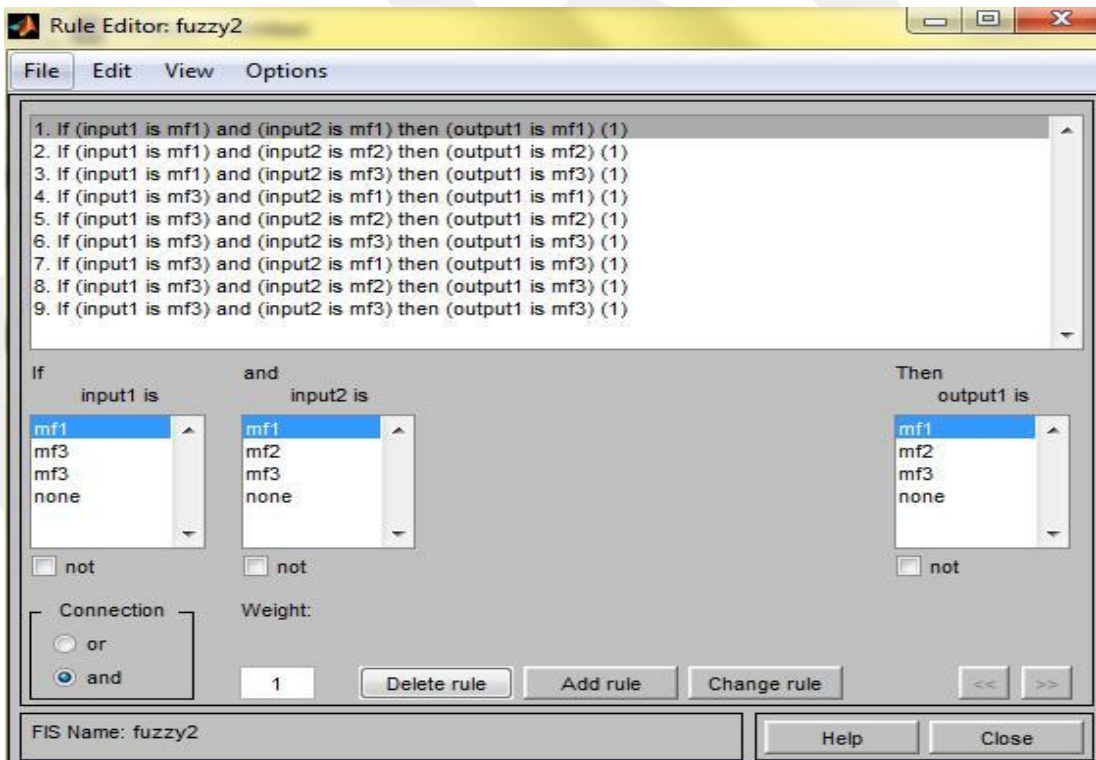 Rule Editor: fuzzy2
File Edit View Options
1. If (input1 is mf1) and (input2 is mf1) then (output1 is mf1) (1)
2. If (input1 is mf1) and (input2 is mf2) then (output1 is mf2) (1)
3. If (input1 is mf1) and (input2 is mf3) then (output1 is mf3) (1)
4. If (input1 is mf3) and (input2 is mf1) then (output1 is mf1) (1)
5. If (input1 is mf3) and (input2 is mf2) then (output1 is mf2) (1)
6. If (input1 is mf3) and (input2 is mf3) then (output1 is mf3) (1)
7. If (input1 is mf3) and (input2 is mf1) then (output1 is mf3) (1)
8. If (input1 is mf3) and (input2 is mf2) then (output1 is mf3) (1)
9. If (input1 is mf3) and (input2 is mf3) then (output1 is mf3) (1)
If and Then
input1 is input2 is output1 is
mf1 mf1 mf1
mf3 mf2 mf2
mf3 mf3 mf3
none none none
not not not
Connection Weight:
or
and 1 Delete rule Add rule Change rule << >>
FIS Name: fuzzy2 Help Close